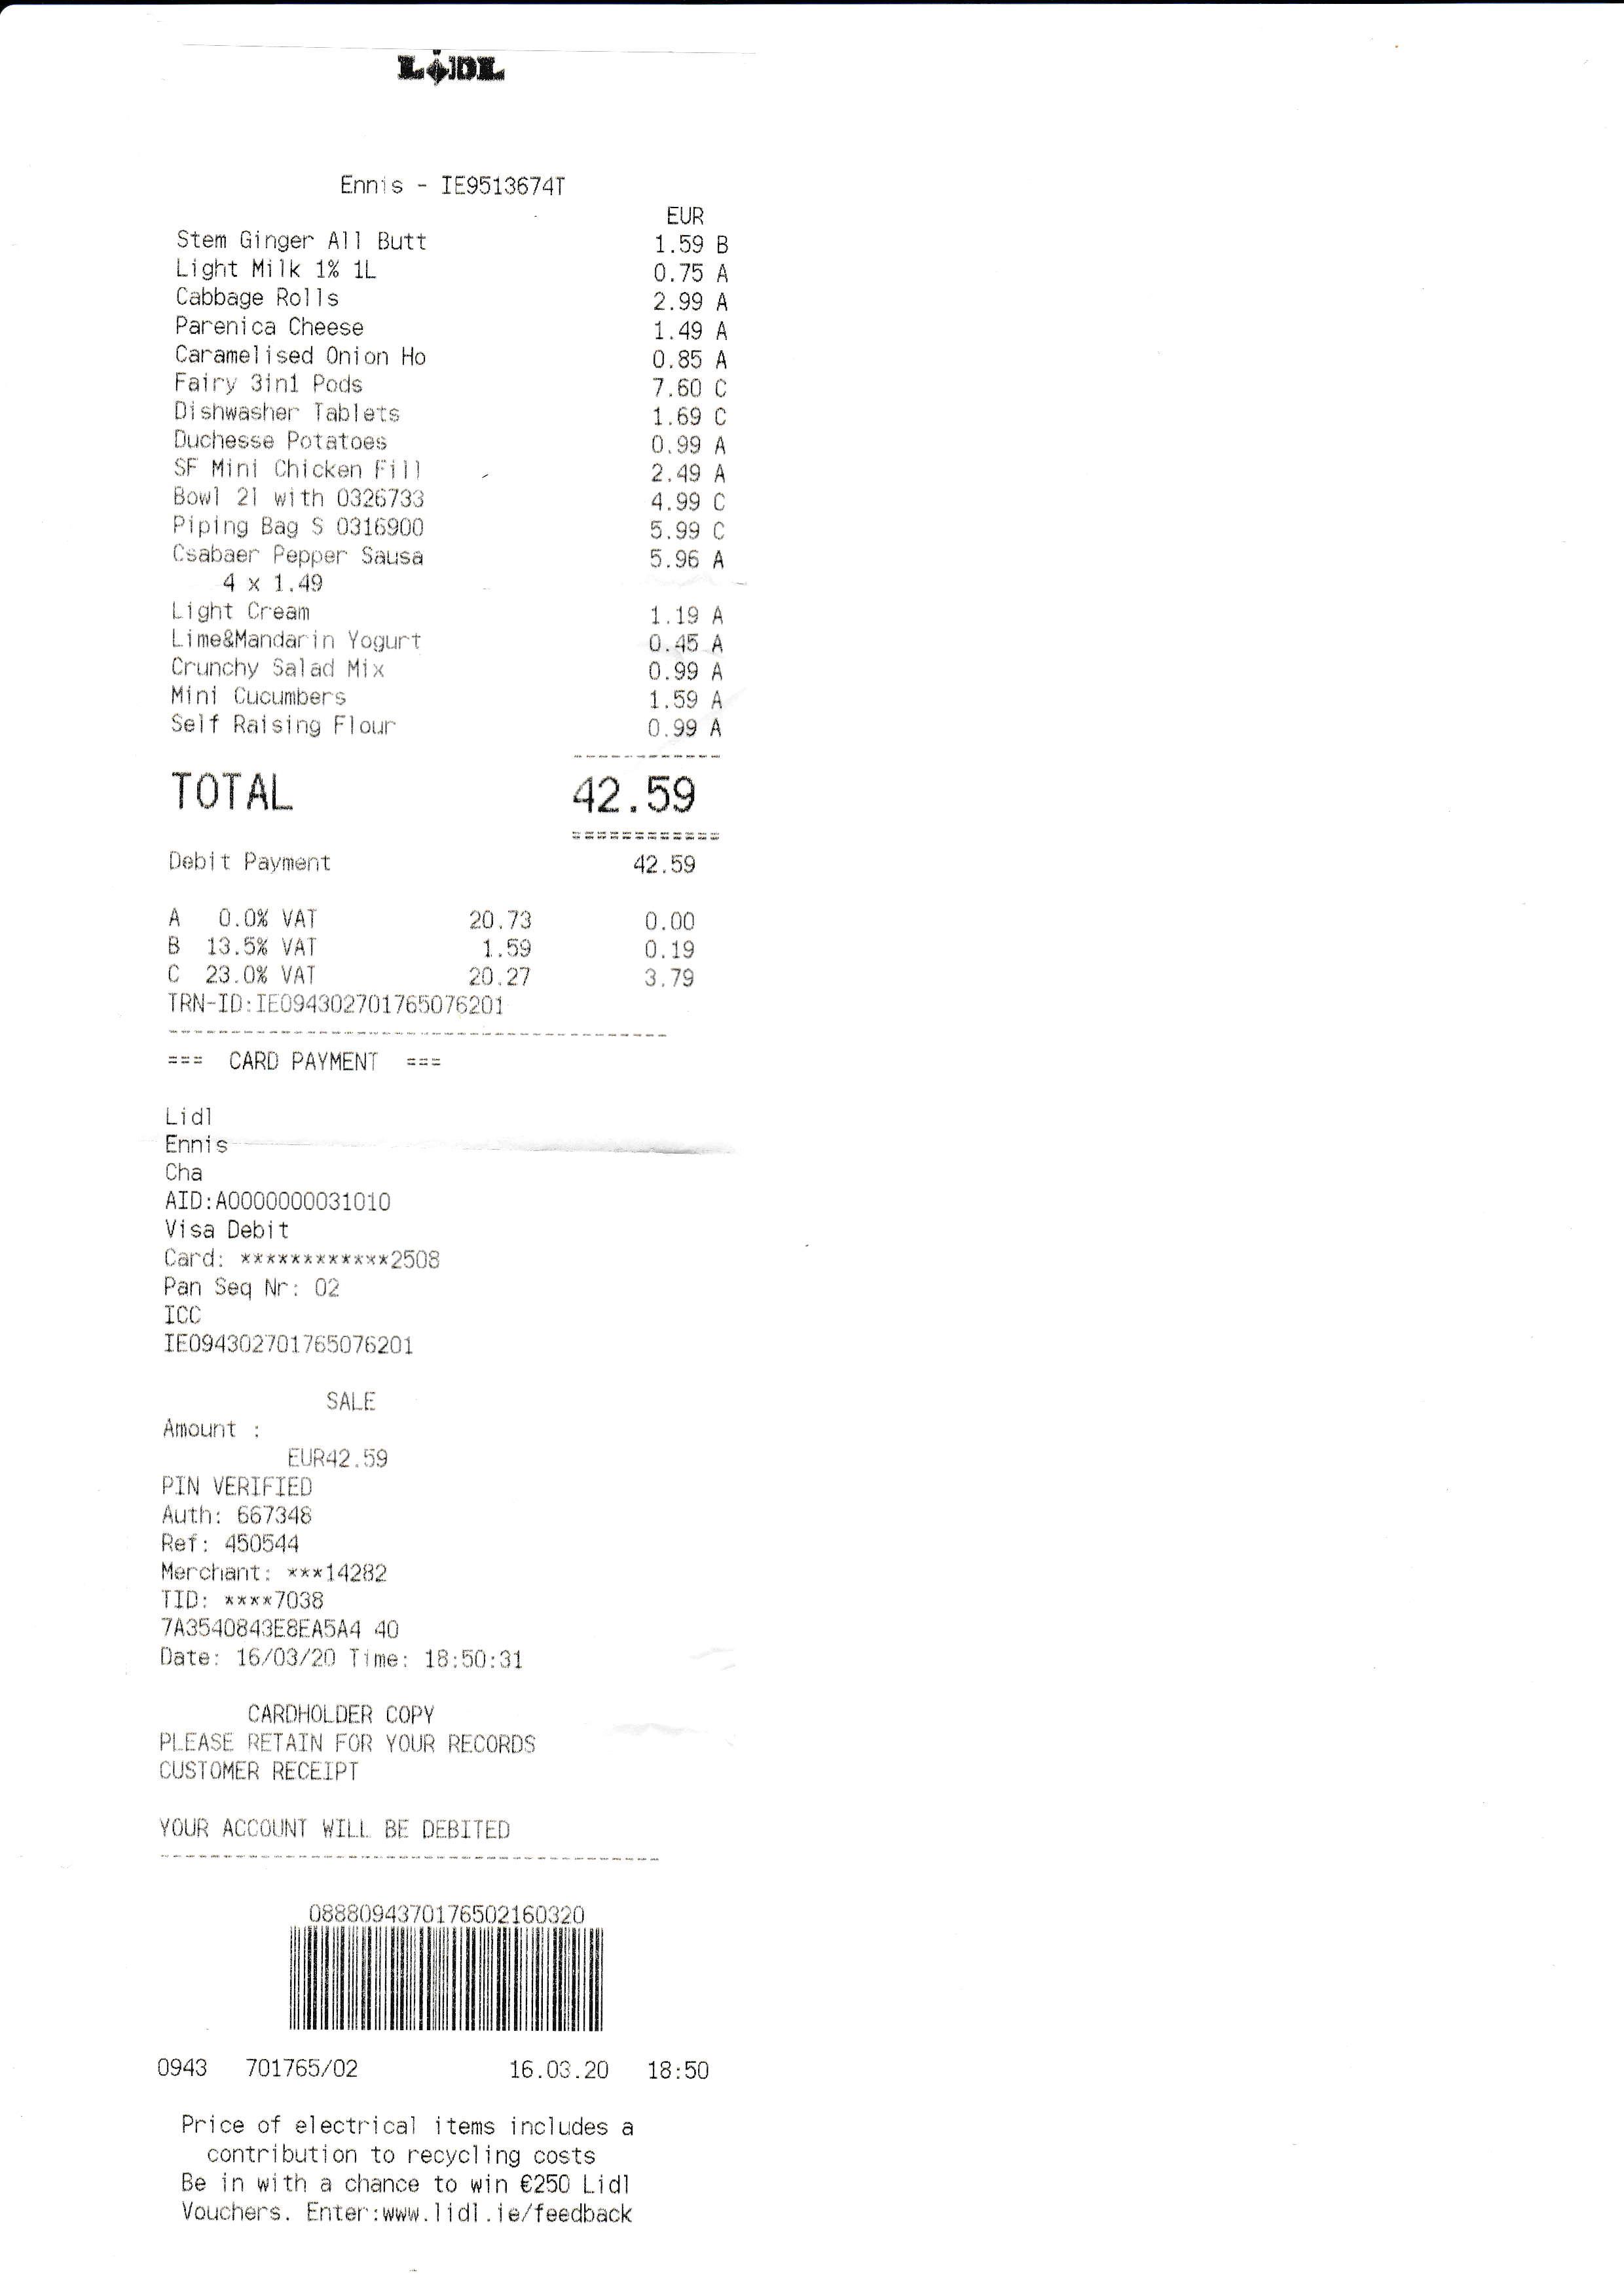 LIDL
Ennis - IE9513674T
EUR
Stem Ginger All Butt 1.59 B
Light Milk 1% 1L 0.75 A
Cabbage Rolls 2.99 A
Parenica Cheese 1.49 A
Caramelised Onion Ho 0.85 A
Fairy 3in1 Pods 7.60 C
Dishwasher Tablets 1.69 C
Duchesse Potatoes 0.99 A
SF Mini Chicken Fill 2.49 A
Bowl 2l with 0326733 4.99 C
Piping Bag S 0316900 5.99 C
Csabaer Pepper Sausa 5.96 A
4 x 1.49
Light Cream 1.19 A
Lime&Mandarin Yogurt 0.45 A
Crunchy Salad Mix 0.99 A
Mini Cucumbers 1.59 A
Self Raising Flour 0.99 A
------------
TOTAL 42.59
============
Debit Payment 42.59
A 0.0% VAT 20.73 0.00
B 13.5% VAT 1.59 0.19
C 23.0% VAT 20.27 3.79
TRN-ID:IE094302701765076201
----------------------------------------
=== CARD PAYMENT ===
Lidl
Ennis
Cha
AID:A0000000031010
Visa Debit
Card: ************2508
Pan Seq Nr: 02
ICC
IE094302701765076201
SALE
Amount :
EUR42.59
PIN VERIFIED
Auth: 667348
Ref: 450544
Merchant: ***14282
TID: ****7038
7A3540843E8EA5A4 40
Date: 16/03/20 Time: 18:50:31
CARDHOLDER COPY
PLEASE RETAIN FOR YOUR RECORDS
CUSTOMER RECEIPT
YOUR ACCOUNT WILL BE DEBITED
----------------------------------------
0888094370176502160320
0943 701765/02 16.03.20 18:50
Price of electrical items includes a
contribution to recycling costs
Be in with a chance to win €250 Lidl
Vouchers. Enter:www.lidl.ie/feedback